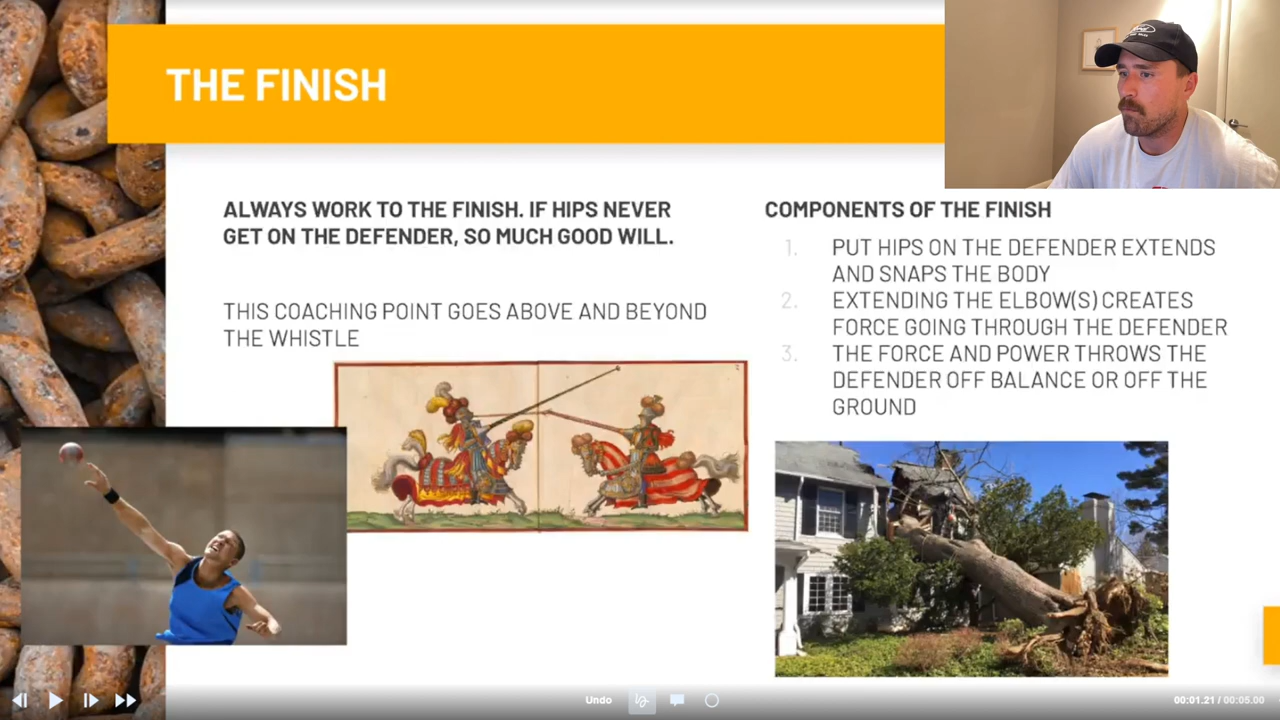 THE FINISH
ALWAYS WORK TO THE FINISH. IF HIPS NEVER
GET ON THE DEFENDER, SO MUCH GOOD WILL.
THIS COACHING POINT GOES ABOVE AND BEYOND
THE WHISTLE
COMPONENTS OF THE FINISH
1. PUT HIPS ON THE DEFENDER EXTENDS
AND SNAPS THE BODY
2. EXTENDING THE ELBOW(S) CREATES
FORCE GOING THROUGH THE DEFENDER
3. THE FORCE AND POWER THROWS THE
DEFENDER OFF BALANCE OR OFF THE
GROUND
Undo
00:01.21 / 00:05.00